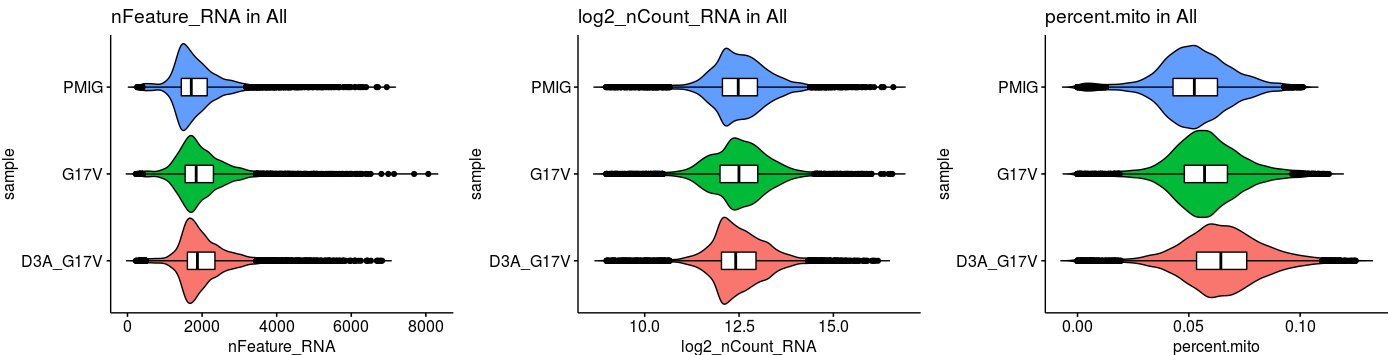 nFeature_RNA in All
sample
PMIG
G17V
D3A_G17V
0 2000 4000 6000 8000
nFeature_RNA
log2_nCount_RNA in All
sample
PMIG
G17V
D3A_G17V
10.0 12.5 15.0
log2_nCount_RNA
percent.mito in All
sample
PMIG
G17V
D3A_G17V
0.00 0.05 0.10
percent.mito